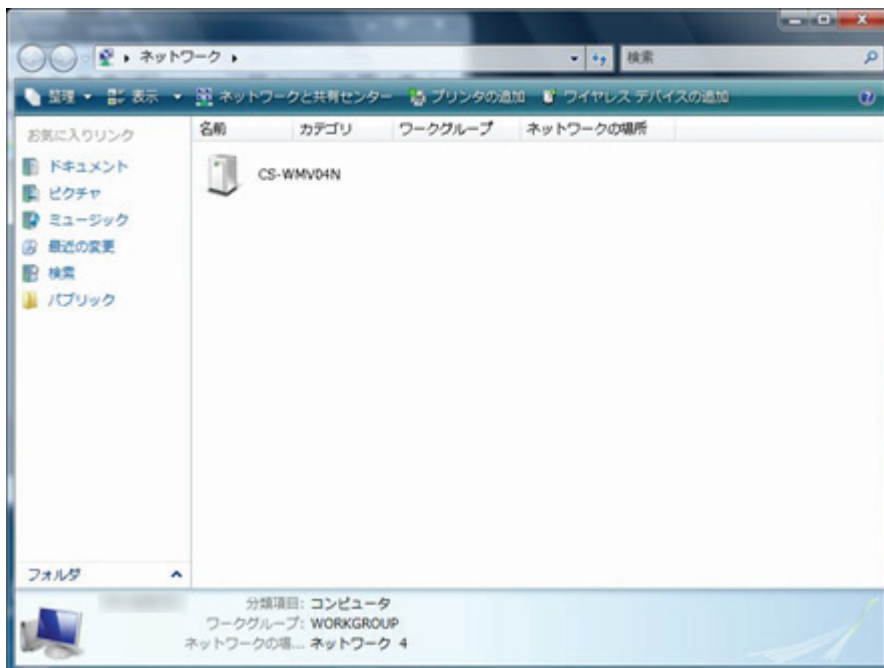 ネットワーク
検索
整理 表示 ネットワークと共有センター プリンタの追加 ワイヤレス デバイスの追加
お気に入りリンク
ドキュメント
ピクチャ
ミュージック
最近の変更
検索
パブリック
フォルダ
名前 カテゴリ ワークグループ ネットワークの場所
CS-WMV04N
分類項目: コンピュータ
ワークグループ: WORKGROUP
ネットワークの場... ネットワーク 4